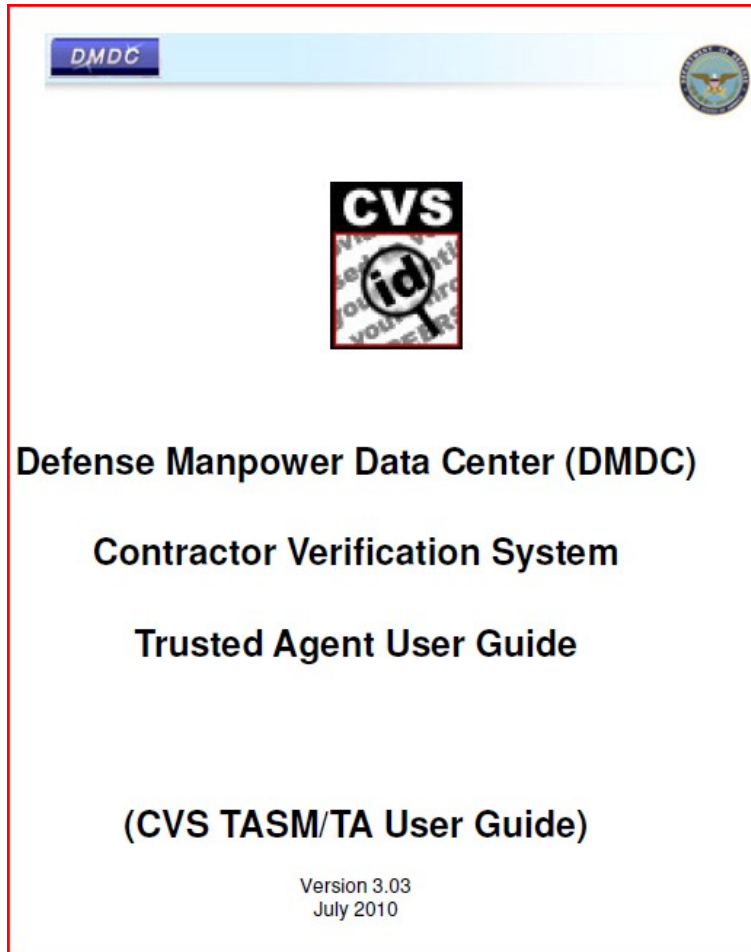 DMDC
CVS
id
Defense Manpower Data Center (DMDC)
Contractor Verification System
Trusted Agent User Guide
(CVS TASM/TA User Guide)
Version 3.03
July 2010